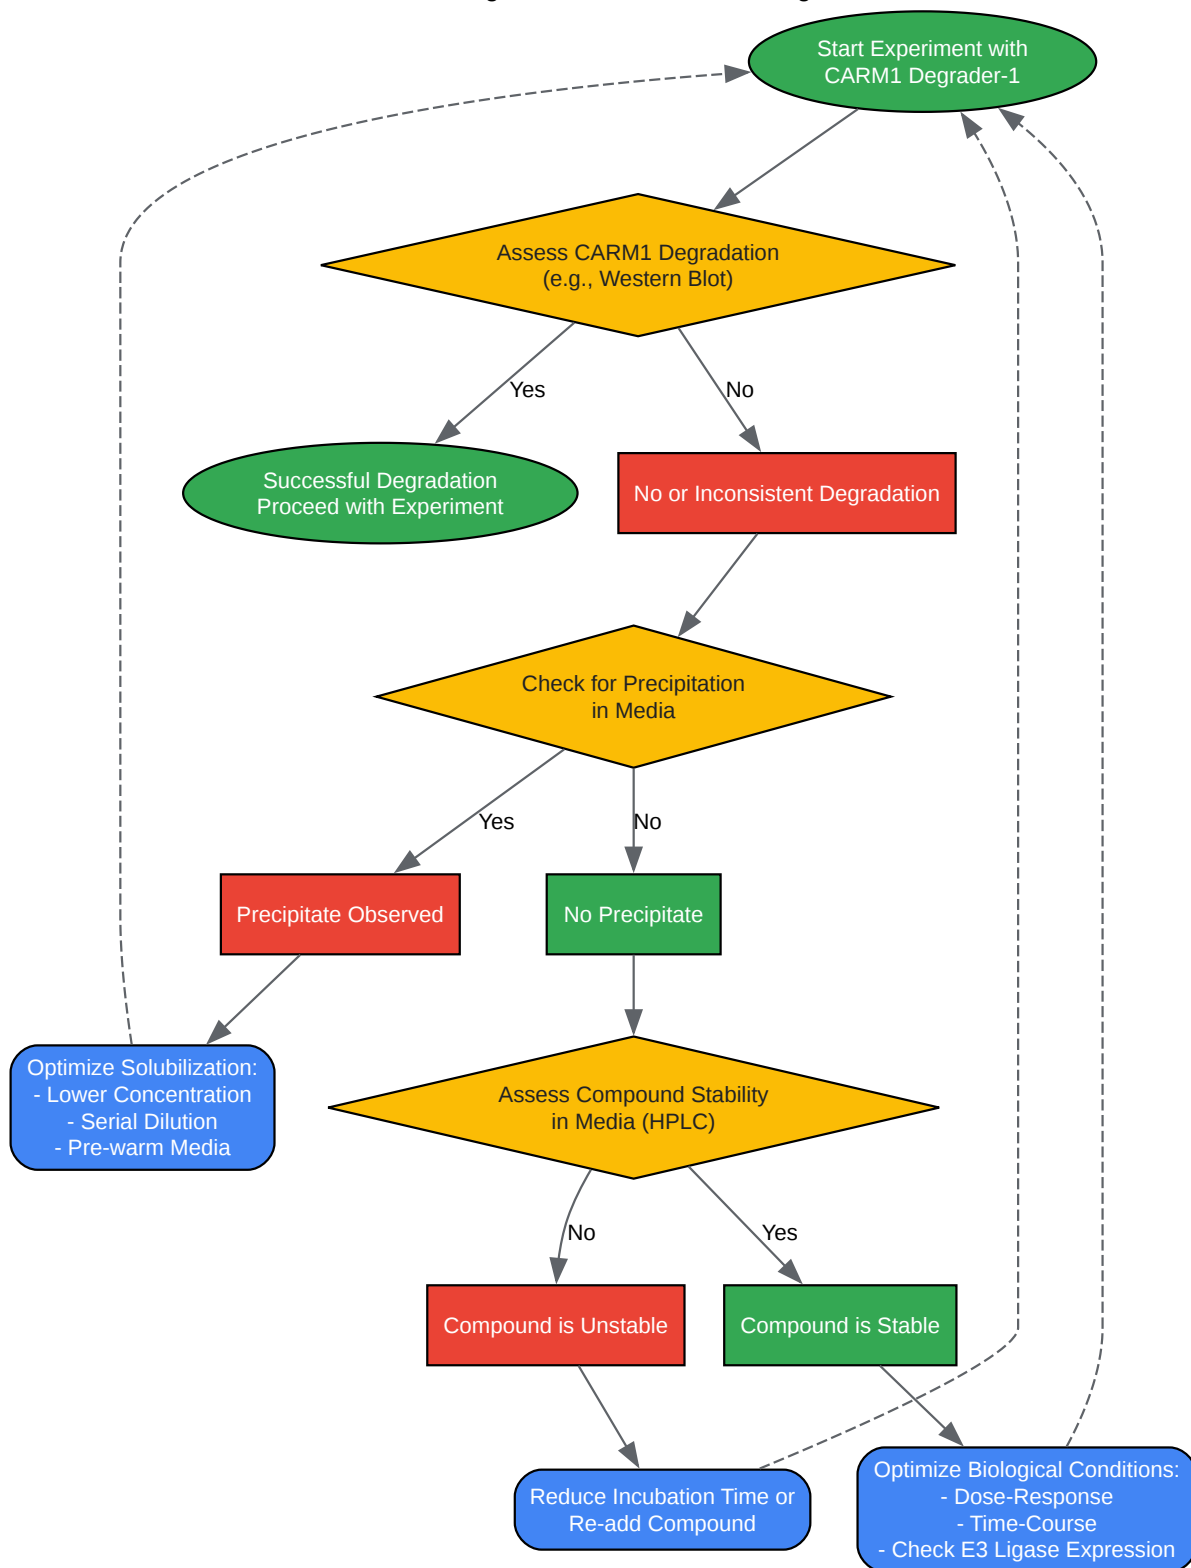 Start Experiment with
CARM1 Degrader-1
Assess CARM1 Degradation
(e.g., Western Blot)
Yes
No
Successful Degradation
Proceed with Experiment
No or Inconsistent Degradation
Check for Precipitation
in Media
Yes
No
Precipitate Observed
No Precipitate
Optimize Solubilization:
- Lower Concentration
- Serial Dilution
- Pre-warm Media
Assess Compound Stability
in Media (HPLC)
No
Yes
Compound is Unstable
Compound is Stable
Reduce Incubation Time or
Re-add Compound
Optimize Biological Conditions:
- Dose-Response
- Time-Course
- Check E3 Ligase Expression